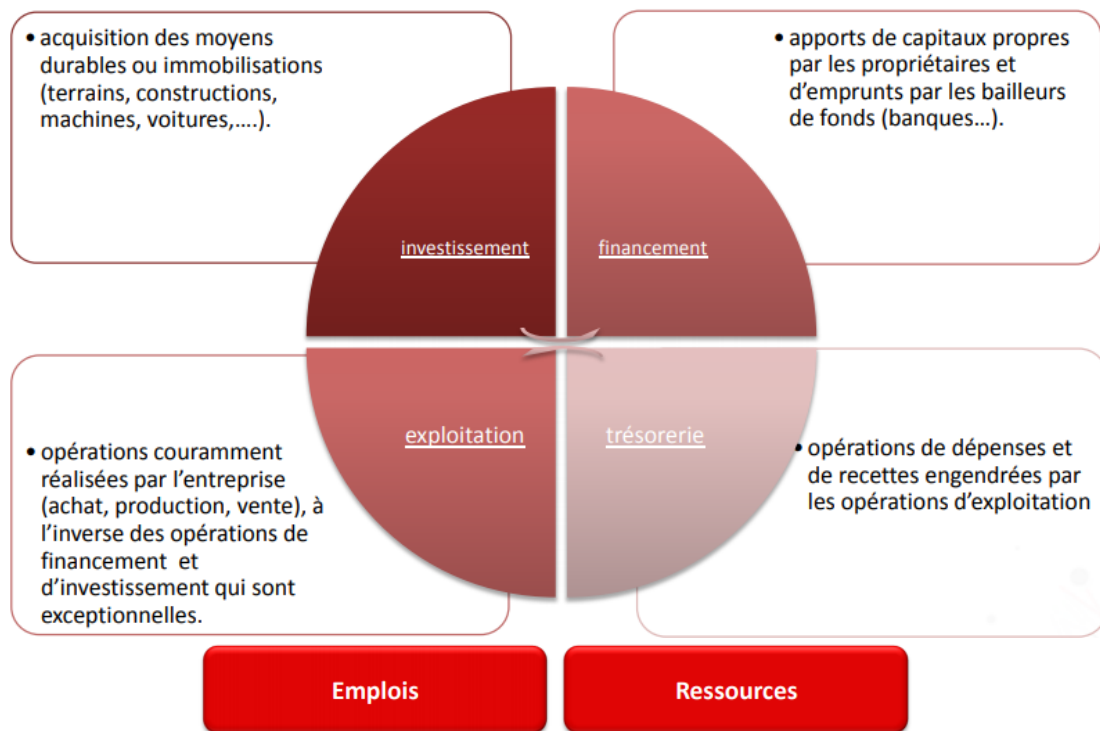 • acquisition des moyens
durables ou immobilisations
(terrains, constructions,
machines, voitures,....).
• apports de capitaux propres
par les propriétaires et
d'emprunts par les bailleurs
de fonds (banques...).
investissement
financement
exploitation
trésorerie
• opérations couramment
réalisées par l'entreprise
(achat, production, vente), à
l'inverse des opérations de
financement et
d'investissement qui sont
exceptionnelles.
• opérations de dépenses et
de recettes engendrées par
les opérations d'exploitation
Emplois
Ressources